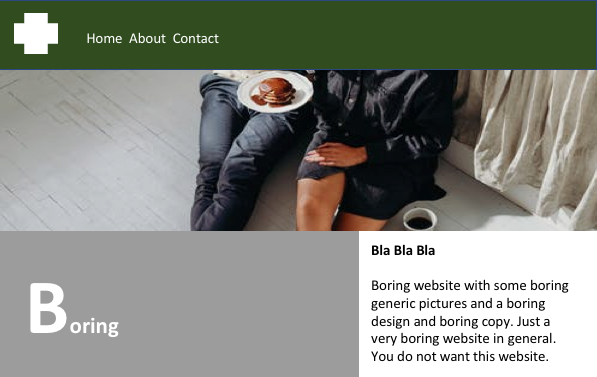 Home About Contact
Boring
Bla Bla Bla
Boring website with some boring
generic pictures and a boring
design and boring copy. Just a
very boring website in general.
You do not want this website.